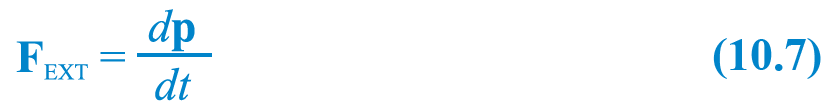 F_EXT = dp/dt (10.7)